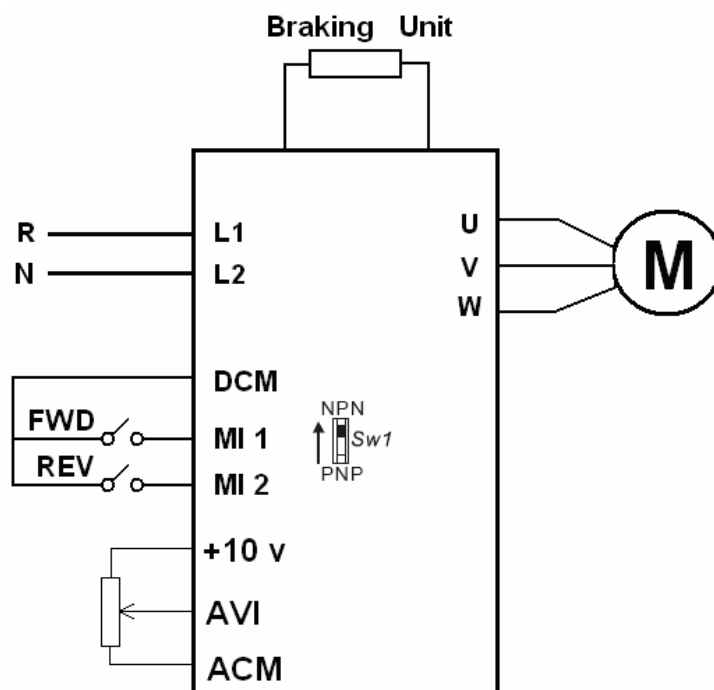 Braking Unit
R
N
L1
L2
U
V
W
M
DCM
FWD
MI 1
REV
MI 2
NPN
Sw1
PNP
+10 v
AVI
ACM